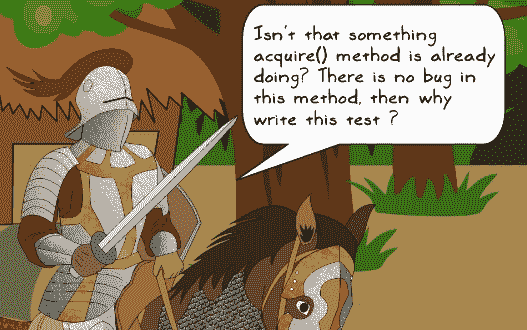 Isn't that something
acquire() method is already
doing? There is no bug in
this method, then why
write this test ?